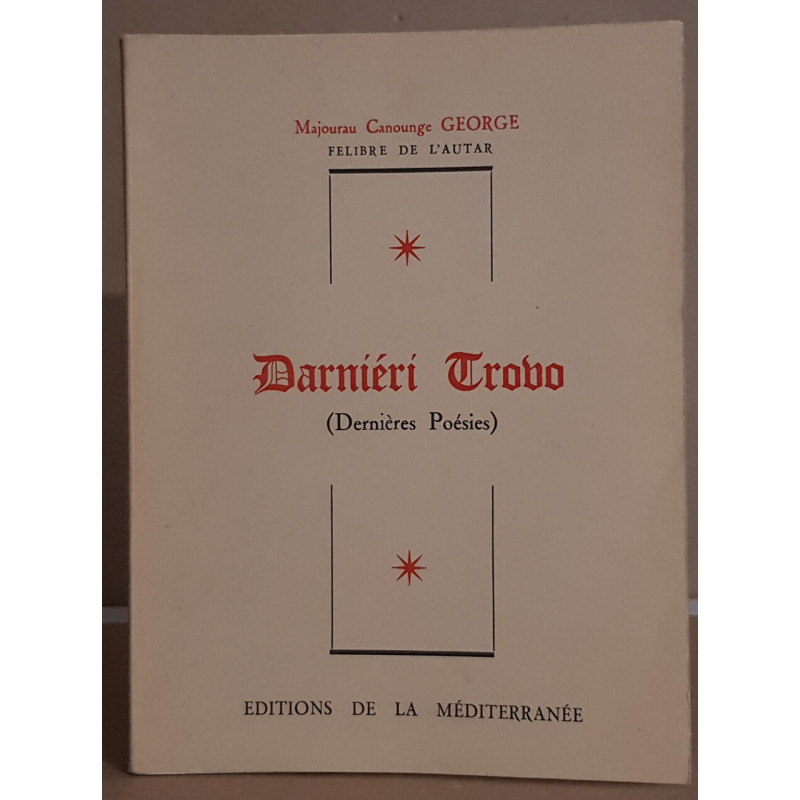 Majourau Canounge GEORGE
FELIBRE DE L'AUTAR
Darniéri Trovo
(Dernières Poésies)
EDITIONS DE LA MÉDITERRANÉE